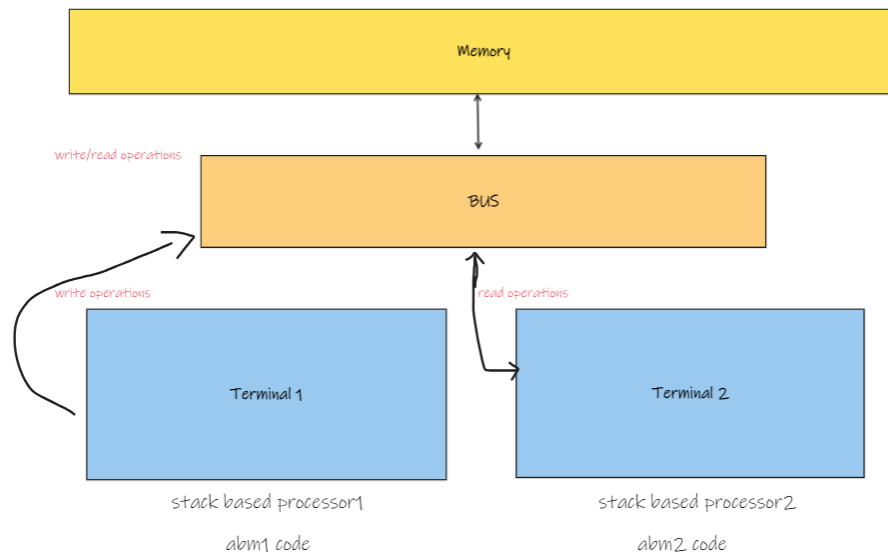 Memory
write/read operations
BUS
write operations
read operations
Terminal 1
Terminal 2
stack based processor1
stack based processor2
abm1 code
abm2 code